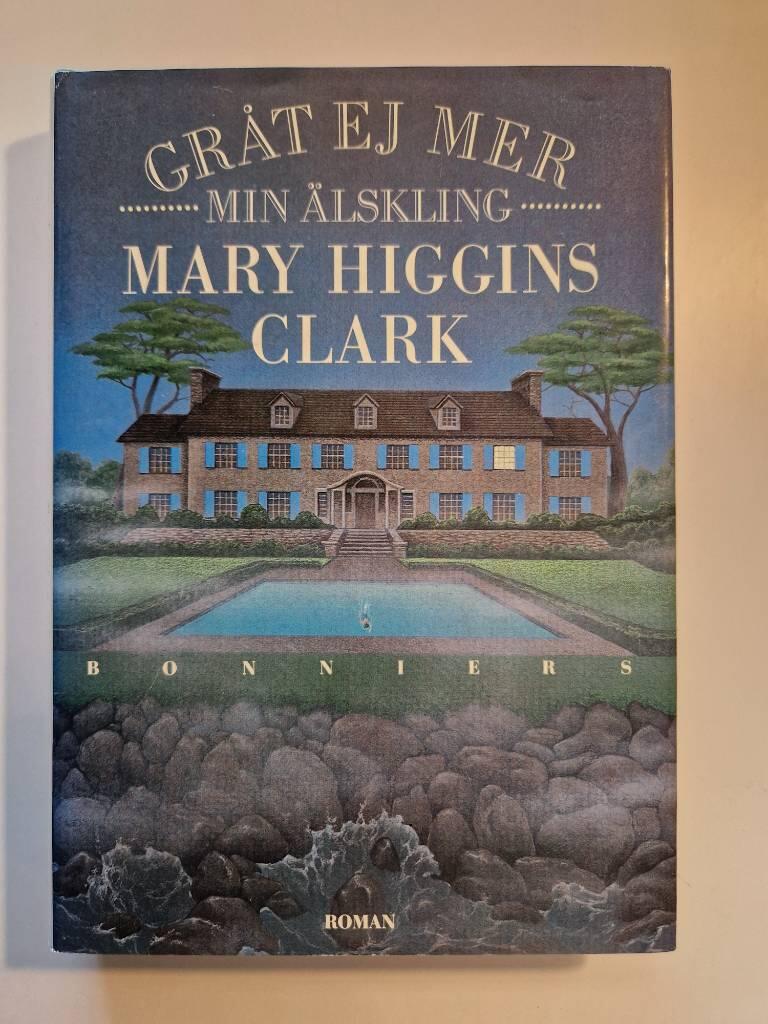 GRÅT EJ MER
MIN ÄLSKLING
MARY HIGGINS
CLARK
BONNIERS
ROMAN